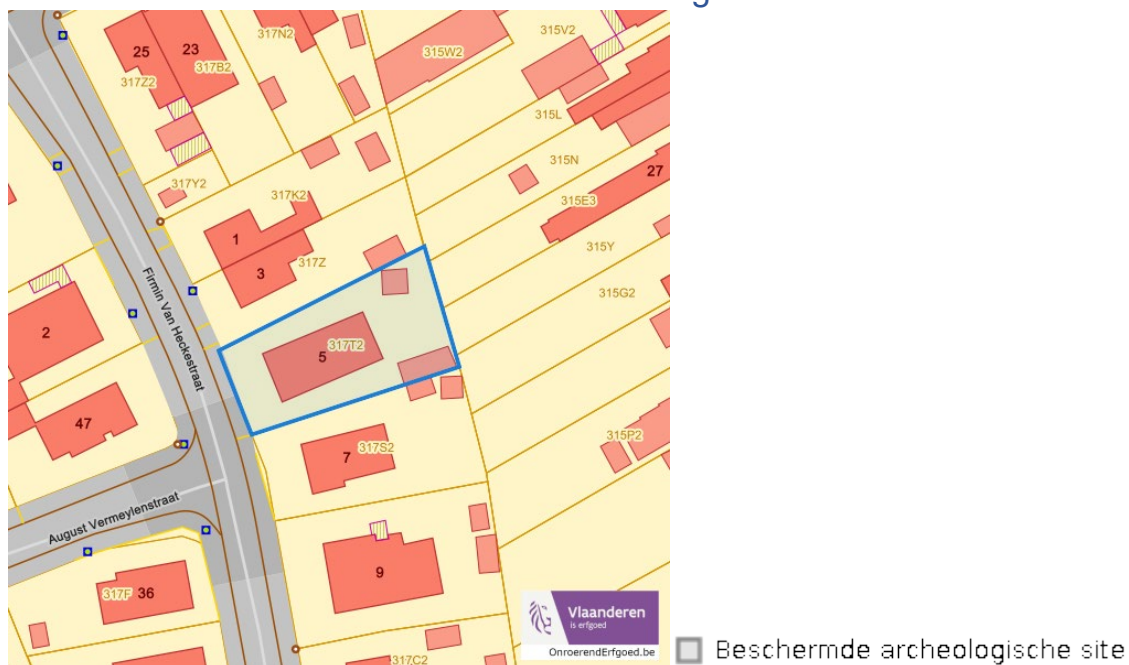 317N2
315V2
315W2
25
23
317B2
317Z2
315L
315N
27
317Y2
317K2
315E3
1
315Y
3
317Z
315G2
Firmin Van Heckestraat
2
317T2
5
47
315P2
7
317S2
August Vermeylenstraat
9
317F
36
Vlaanderen
is erfgoed
OnroerendErfgoed.be
317C2
Beschermde archeologische site